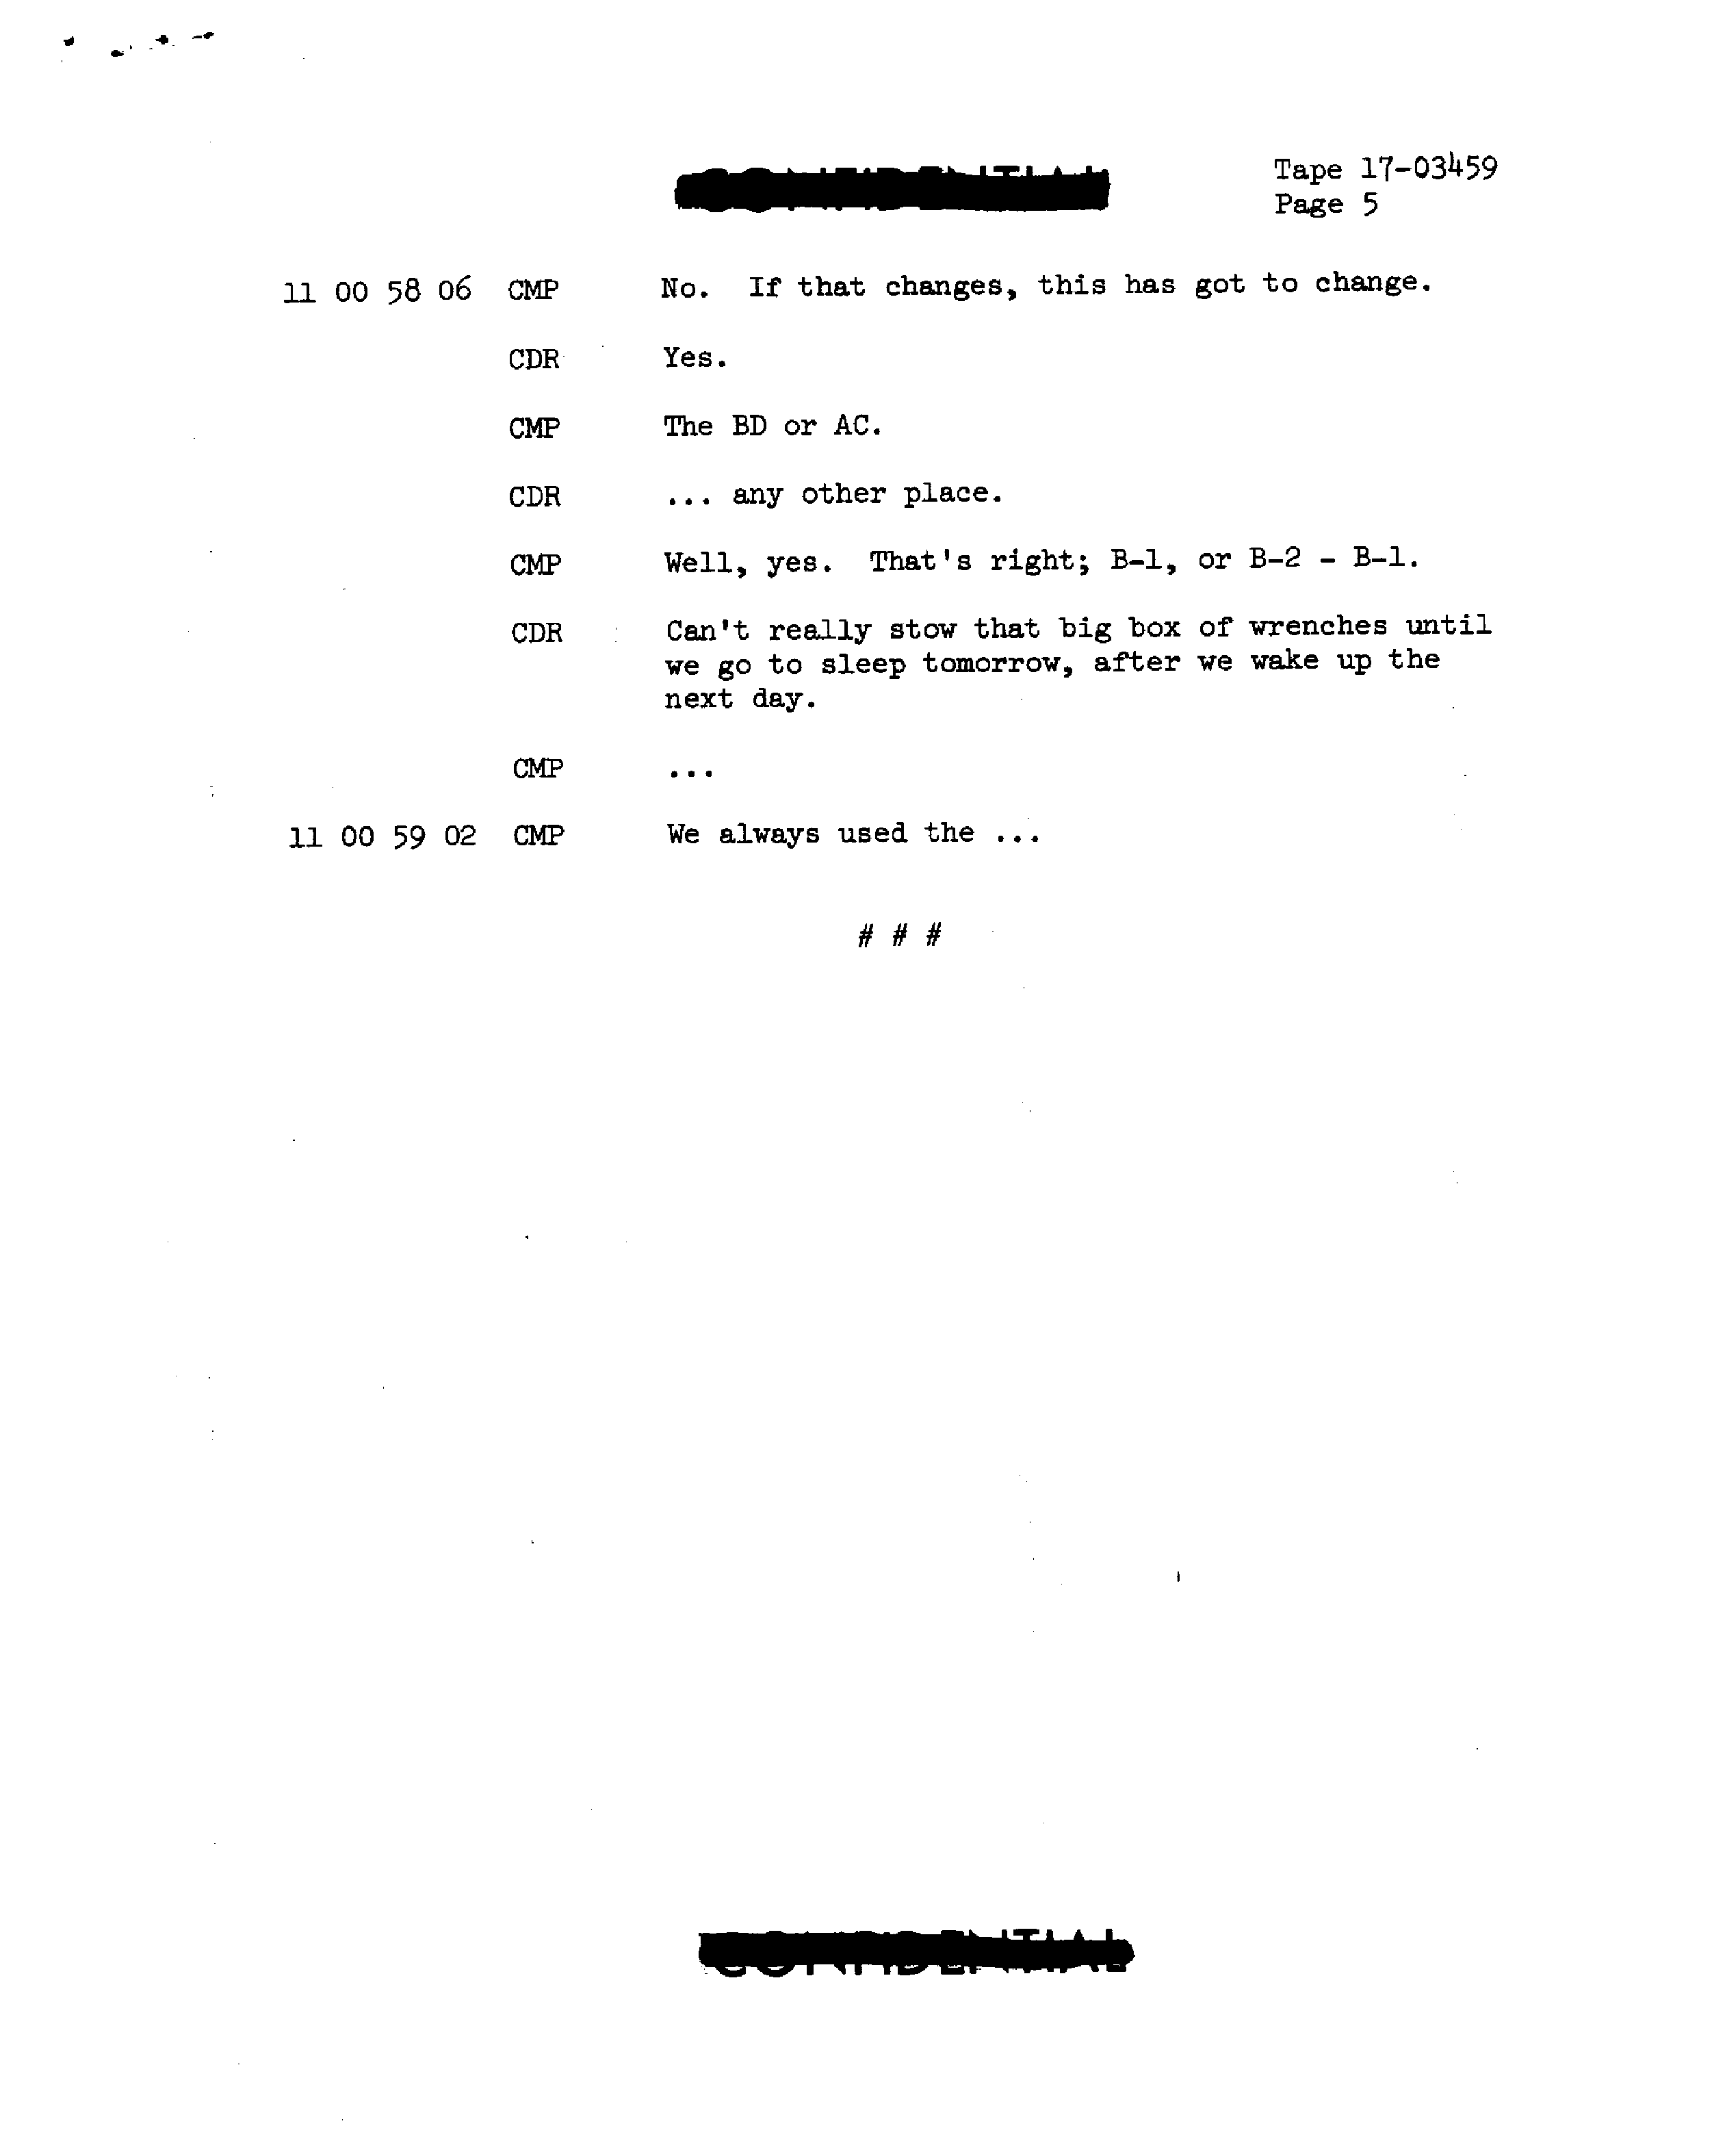 CONFIDENTIAL
Tape 17-03459
Page 5
11 00 58 06 CMP No. If that changes, this has got to change.
CDR Yes.
CMP The BD or AC.
CDR ... any other place.
CMP Well, yes. That's right; B-1, or B-2 - B-1.
CDR Can't really stow that big box of wrenches until
we go to sleep tomorrow, after we wake up the
next day.
CMP ...
11 00 59 02 CMP We always used the ...
# # #
CONFIDENTIAL